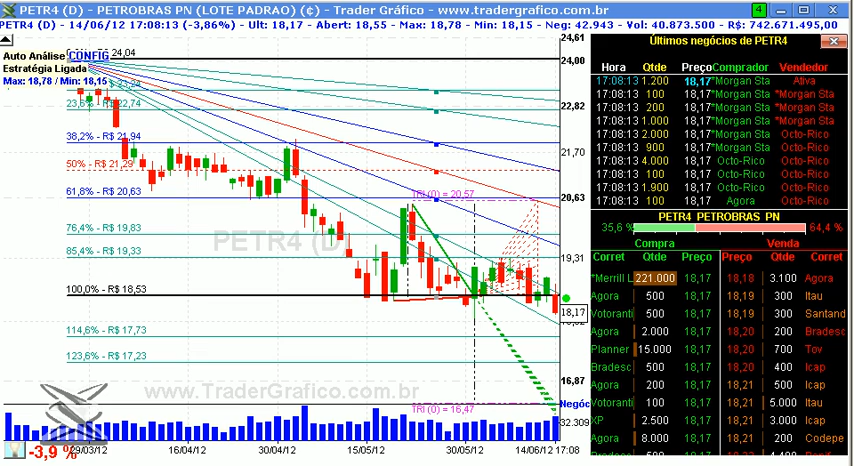 PETR4 (D) - PETROBRAS PN (LOTE PADRAO) (¢) - Trader Gráfico - www.tradergrafico.com.br
PETR4 (D) - 14/06/12 17:08:13 (-3,86%) - Ult: 18,17 - Abert: 18,55 - Max: 18,78 - Min: 18,15 - Neg: 42.943 - Vol: 40.873.500 - R$: 742.671.495,00
Auto Análise CONFIG
Estratégia Ligada
Max: 18,78 / Min: 18,15
24,04
23,6% - R$ 22,74
38,2% - R$ 21,94
50% - R$ 21,29
61,8% - R$ 20,63
76,4% - R$ 19,83
85,4% - R$ 19,33
100,0% - R$ 18,53
114,6% - R$ 17,73
123,6% - R$ 17,23
TRI (0) = 20,57
TRI (0) = 16,47
PETR4 (D)
www.TraderGrafico.com.br
24,61
24,00
22,82
21,70
20,63
19,31
18,17
16,87
Negóc
32.309
-3,9 %
29/03/12
16/04/12
15/05/12
30/05/12
14/06/12 17:08
Últimos negócios de PETR4
Hora Qtde Preço Comprador Vendedor
17:08:13 1.200 18,17 *Morgan Sta Ativa
17:08:13 100 18,17 *Morgan Sta *Morgan Sta
17:08:13 200 18,17 *Morgan Sta *Morgan Sta
17:08:13 100 18,17 *Morgan Sta *Morgan Sta
17:08:13 2.000 18,17 *Morgan Sta Octo-Rico
17:08:13 900 18,17 *Morgan Sta Octo-Rico
17:08:13 4.000 18,17 Octo-Rico Octo-Rico
17:08:13 100 18,17 Octo-Rico Octo-Rico
17:08:13 1.900 18,17 Octo-Rico Octo-Rico
17:08:13 100 18,17 Agora Octo-Rico
PETR4 PETROBRAS PN
35,6 % 64,4 %
Compra Venda
Corret Qtde Preço Preço Qtde Corret
*Merrill L 221.000 18,17 18,18 3.100 Agora
Agora 500 18,17 18,19 300 Itau
Votoranti 500 18,17 18,19 300 Santand
Agora 2.000 18,17 18,20 200 Bradesc
Planner 15.000 18,17 18,20 700 Tov
Bradesc 500 18,17 18,20 400 Icap
Agora 200 18,17 18,21 500 Icap
Votoranti 100 18,17 18,21 5.000 Itau
XP 2.500 18,17 18,21 3.000 Icap
Agora 8.000 18,17 18,21 200 Codepe